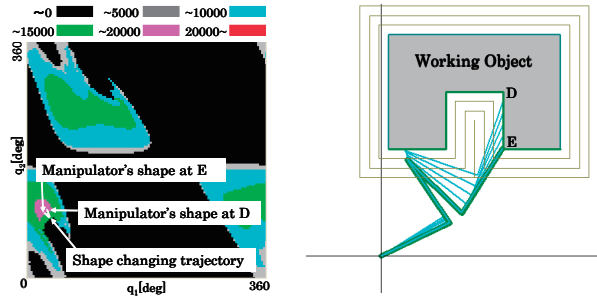 ~0 ~5000 ~10000
~15000 ~20000 20000~
360
q2[deg]
Manipulator's shape at E
Manipulator's shape at D
Shape changing trajectory
0 q1[deg] 360
Working Object
D
E